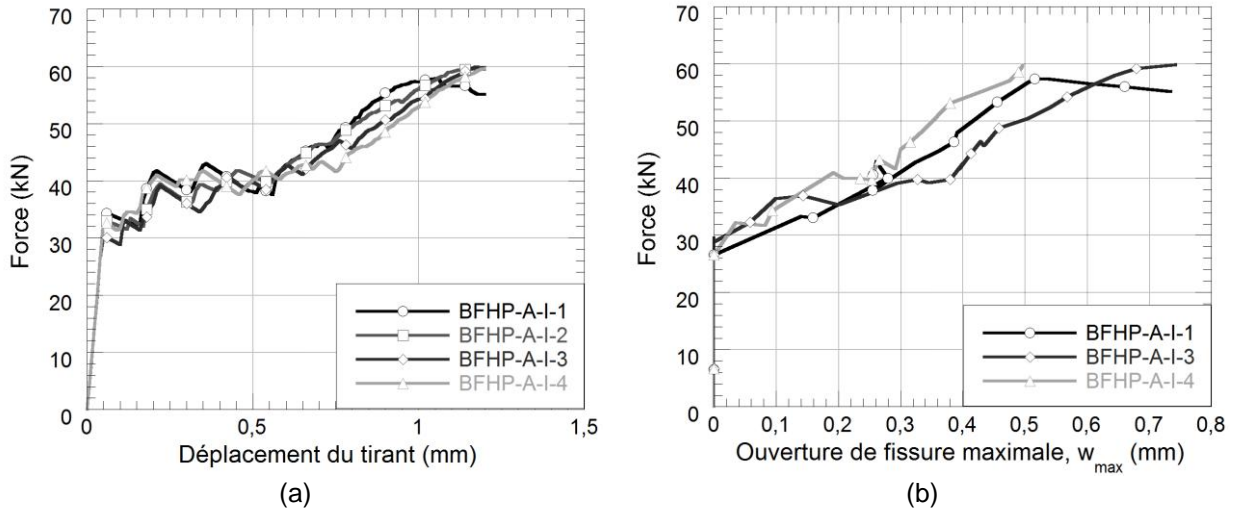 70
60
50
40
30
20
10
0
Force (kN)
0
0,5
1
1,5
Déplacement du tirant (mm)
BFHP-A-I-1
BFHP-A-I-2
BFHP-A-I-3
BFHP-A-I-4
(a)
70
60
50
40
30
20
10
0
Force (kN)
0
0,1
0,2
0,3
0,4
0,5
0,6
0,7
0,8
Ouverture de fissure maximale, w_max (mm)
BFHP-A-I-1
BFHP-A-I-3
BFHP-A-I-4
(b)